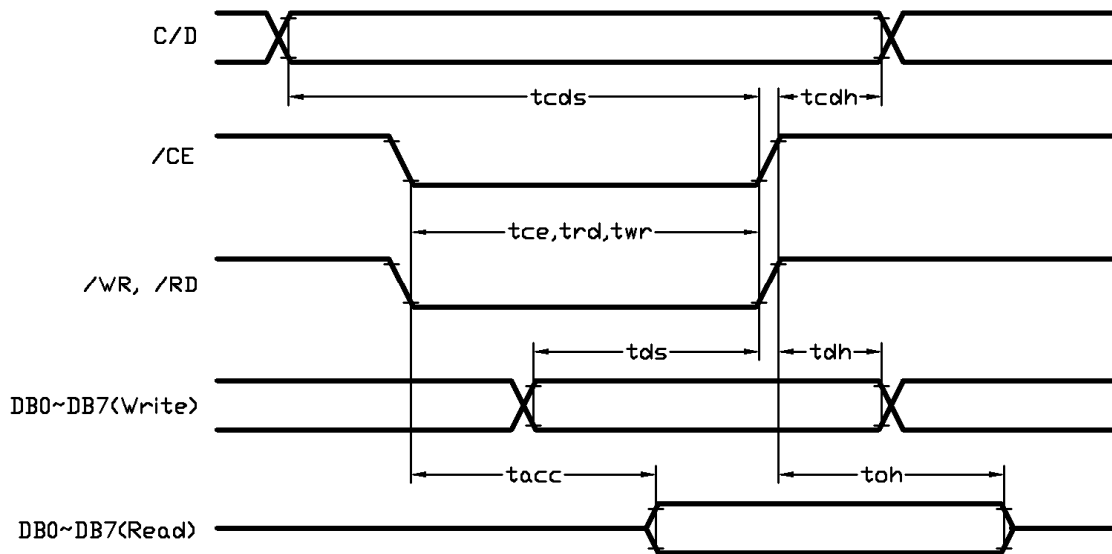 C/D
tcds
tcdh
/CE
tce,trd,twr
/WR, /RD
tds
tdh
DB0~DB7(Write)
tacc
toh
DB0~DB7(Read)